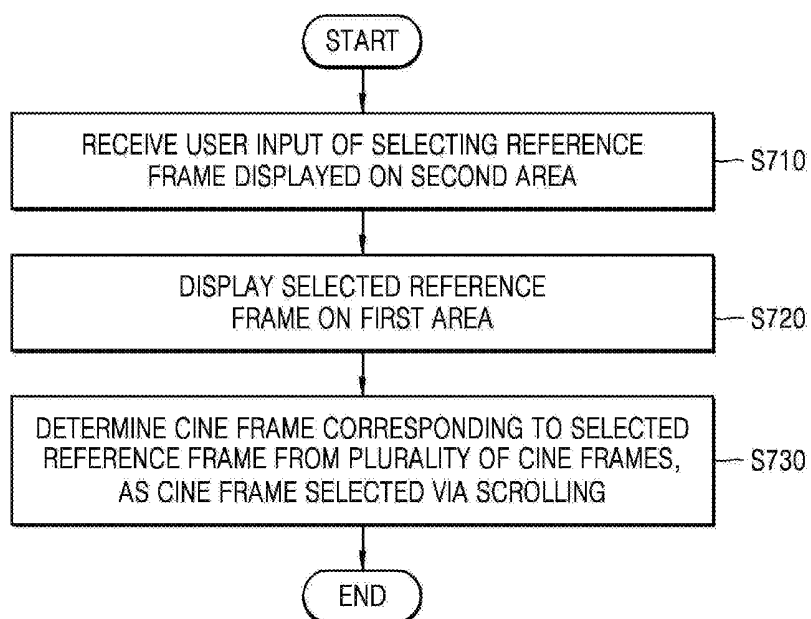 START
RECEIVE USER INPUT OF SELECTING REFERENCE
FRAME DISPLAYED ON SECOND AREA
S710
DISPLAY SELECTED REFERENCE
FRAME ON FIRST AREA
S720
DETERMINE CINE FRAME CORRESPONDING TO SELECTED
REFERENCE FRAME FROM PLURALITY OF CINE FRAMES,
AS CINE FRAME SELECTED VIA SCROLLING
S730
END